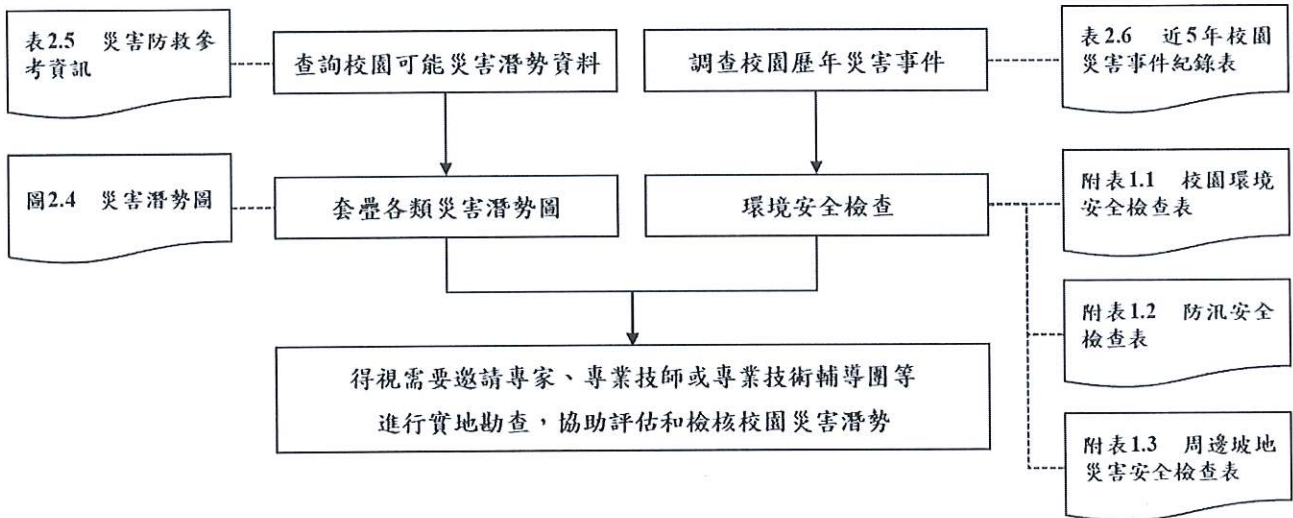 表2.5 災害防救參
考資訊
查詢校園可能災害潛勢資料
調查校園歷年災害事件
表2.6 近5年校園
災害事件紀錄表
圖2.4 災害潛勢圖
套疊各類災害潛勢圖
環境安全檢查
附表1.1 校園環境
安全檢查表
附表1.2 防汛安全
檢查表
得視需要邀請專家、專業技師或專業技術輔導團等
進行實地勘查，協助評估和檢核校園災害潛勢
附表1.3 周邊坡地
災害安全檢查表